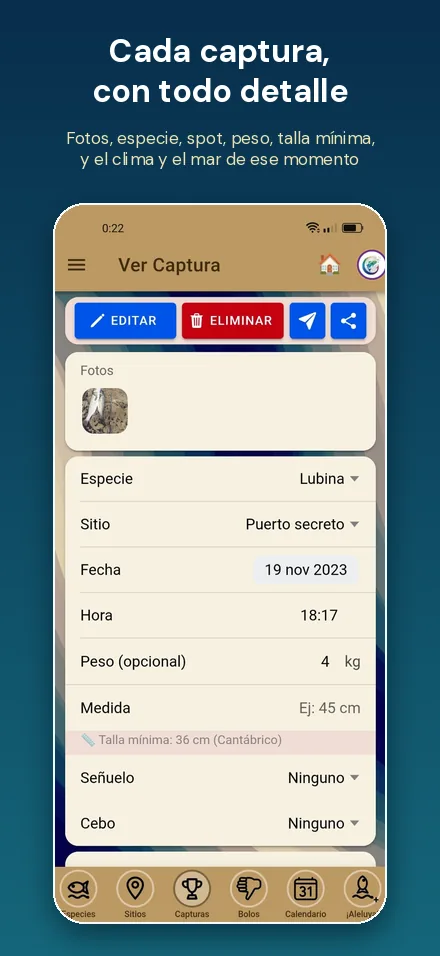 Cada captura,
con todo detalle
Fotos, especie, spot, peso, talla mínima,
y el clima y el mar de ese momento
0:22
Ver Captura
EDITAR
ELIMINAR
Fotos
Especie
Lubina
Sitio
Puerto secreto
Fecha
19 nov 2023
Hora
18:17
Peso (opcional)
4 kg
Medida
Ej: 45 cm
Talla mínima: 36 cm (Cantábrico)
Señuelo
Ninguno
Cebo
Ninguno
31
Especies
Sitios
Capturas
Bolos
Calendario
¡Aleluya